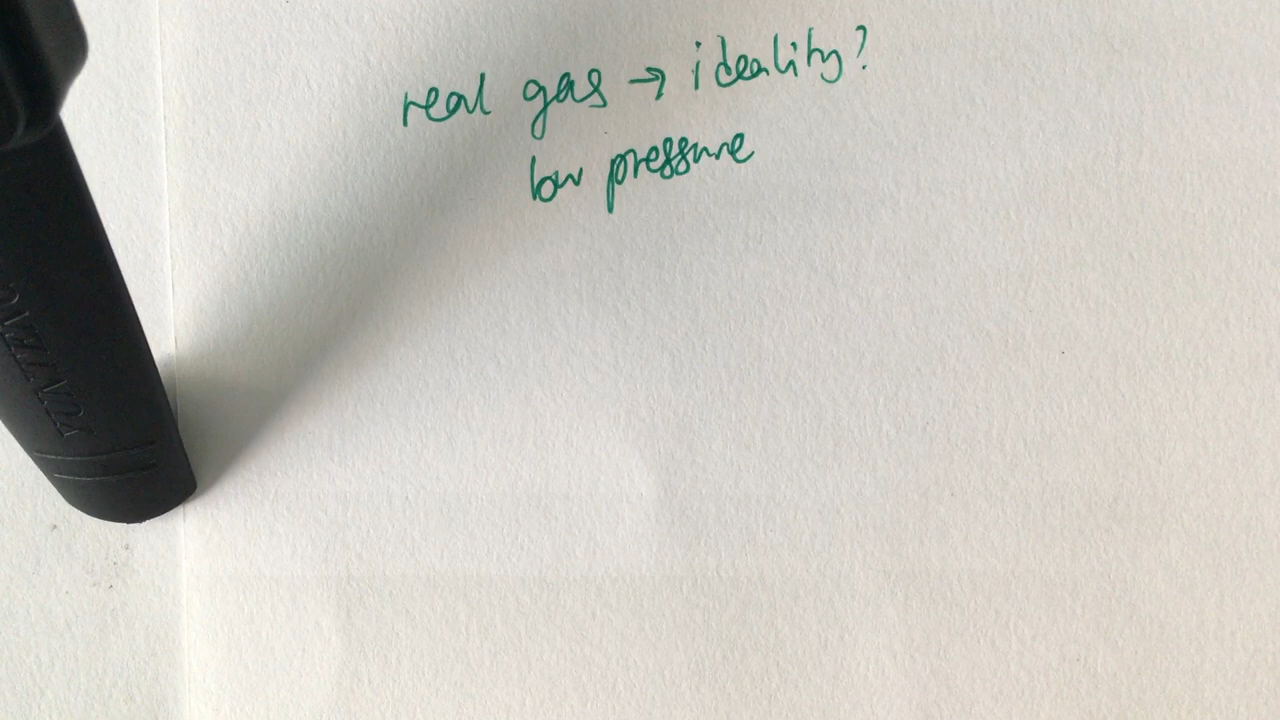 real gas → ideality?
low pressure